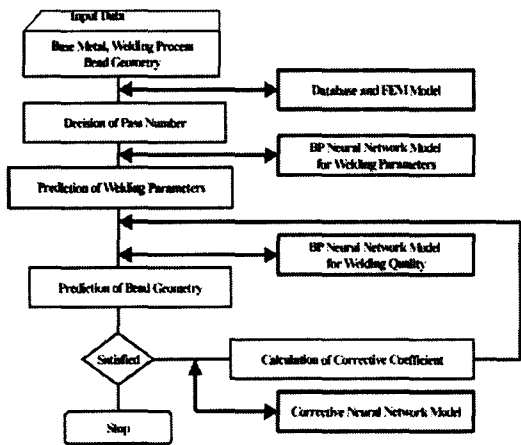 Input Data
Base Metal, Welding Process
Bead Geometry
Database and FEM Model
Decision of Pass Number
BP Neural Network Model
for Welding Parameters
Prediction of Welding Parameters
BP Neural Network Model
for Welding Quality
Prediction of Bead Geometry
Satisfied
Calculation of Corrective Coefficient
Corrective Neural Network Model
Stop